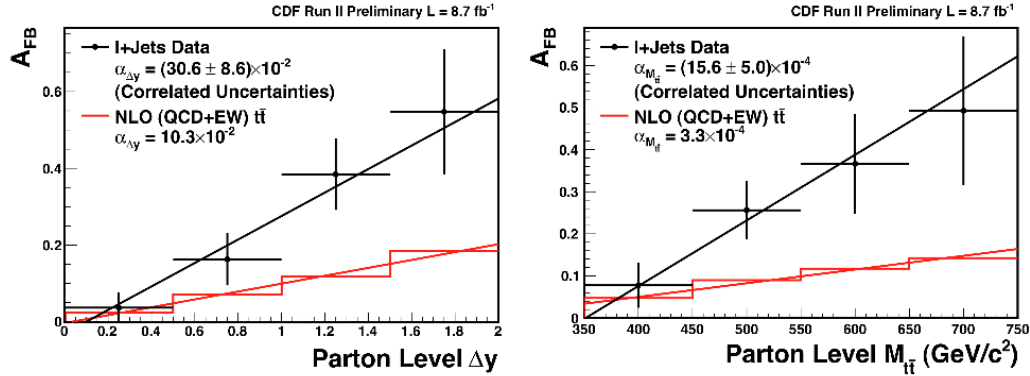 CDF Run II Preliminary L = 8.7 fb⁻¹
A_FB
l+Jets Data
α_Δy = (30.6 ± 8.6)×10⁻²
(Correlated Uncertainties)
NLO (QCD+EW) tt̄
α_Δy = 10.3×10⁻²
0.6
0.4
0.2
0
0 0.2 0.4 0.6 0.8 1 1.2 1.4 1.6 1.8 2
Parton Level Δy
CDF Run II Preliminary L = 8.7 fb⁻¹
A_FB
l+Jets Data
α_M_tt̄ = (15.6 ± 5.0)×10⁻⁴
(Correlated Uncertainties)
NLO (QCD+EW) tt̄
α_M_tt̄ = 3.3×10⁻⁴
0.6
0.5
0.4
0.3
0.2
0.1
0
350 400 450 500 550 600 650 700 750
Parton Level M_tt̄ (GeV/c²)